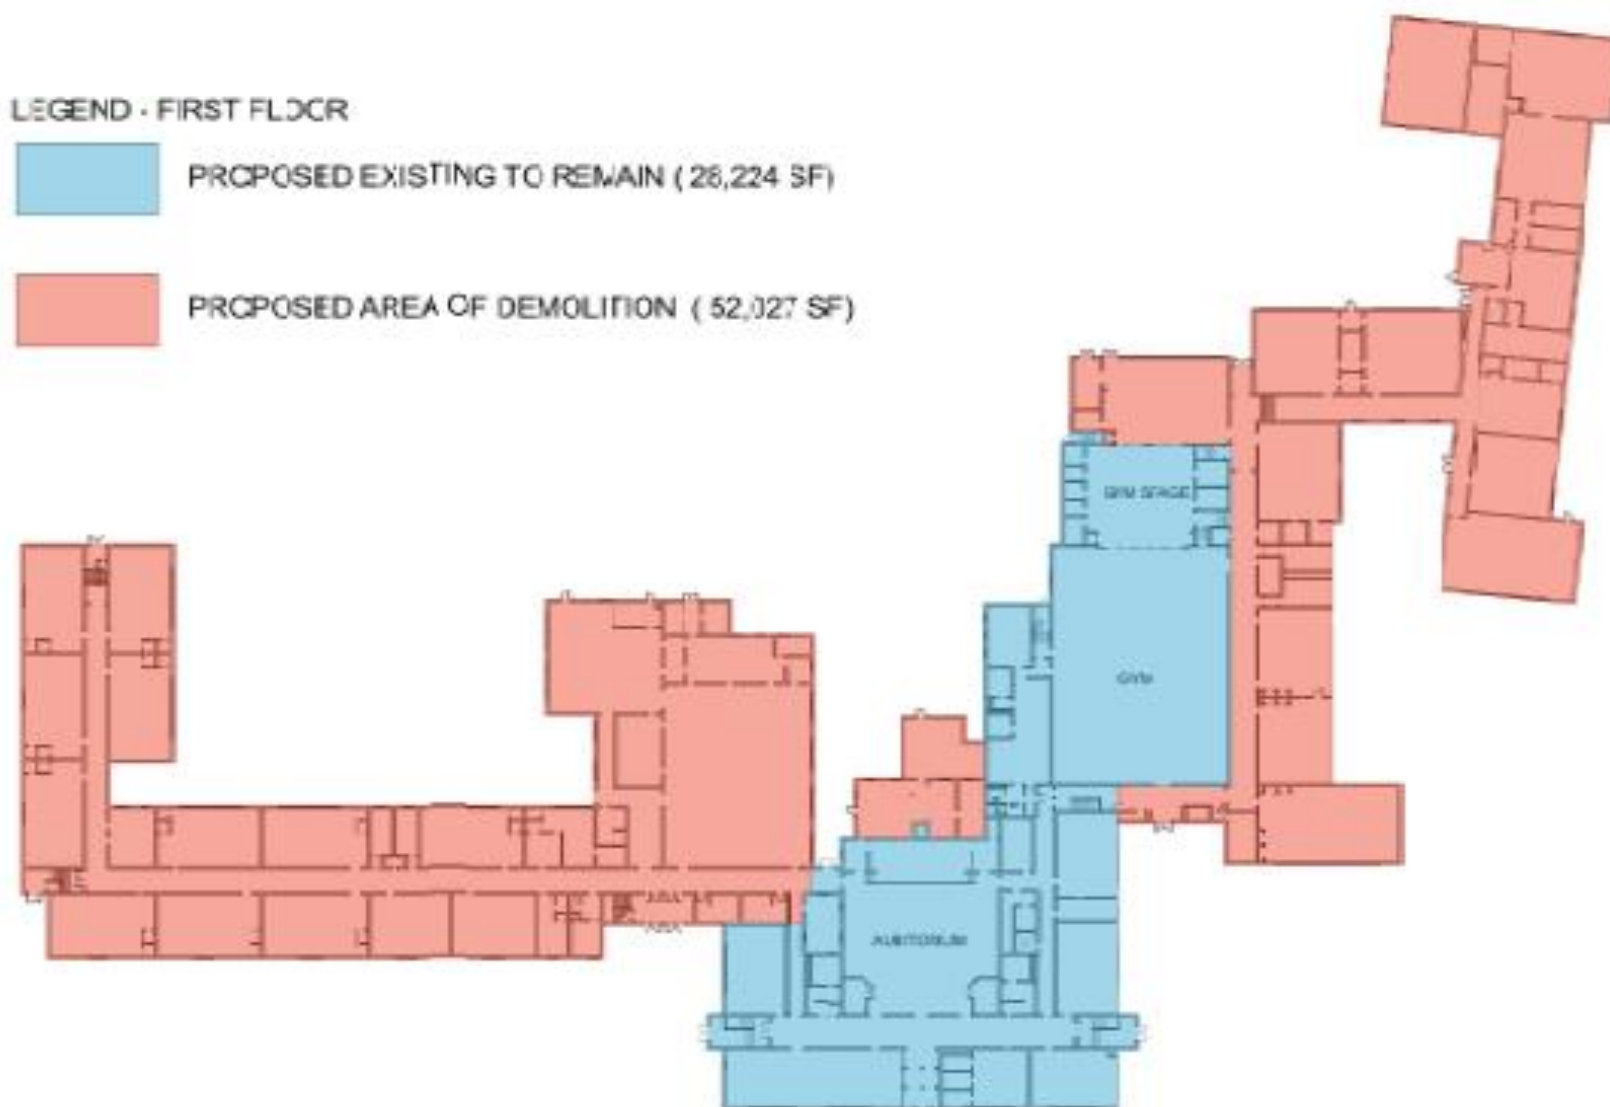 LEGEND - FIRST FLOOR
PROPOSED EXISTING TO REMAIN ( 28,224 SF)
PROPOSED AREA OF DEMOLITION ( 52,027 SF)
GYM STAGE
GYM
AUDITORIUM